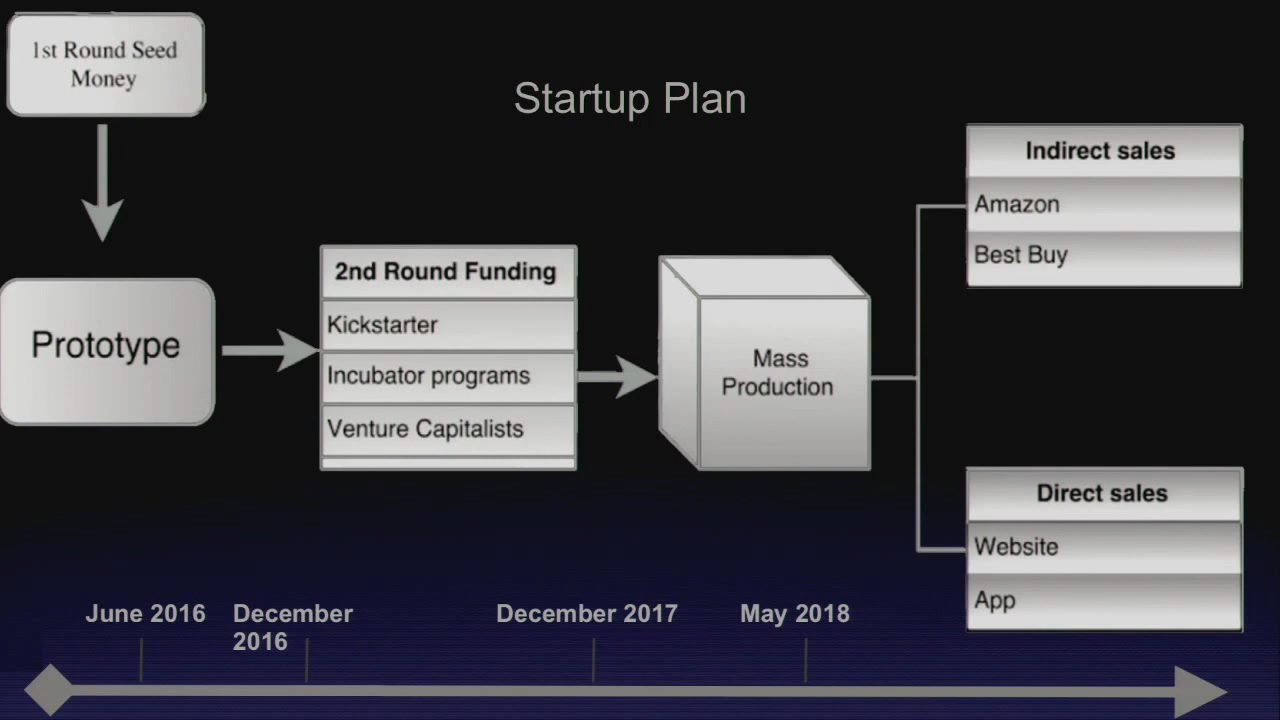 1st Round Seed
Money
Startup Plan
Indirect sales
Amazon
Best Buy
2nd Round Funding
Kickstarter
Incubator programs
Venture Capitalists
Prototype
Mass
Production
Direct sales
Website
App
June 2016
December
2016
December 2017
May 2018